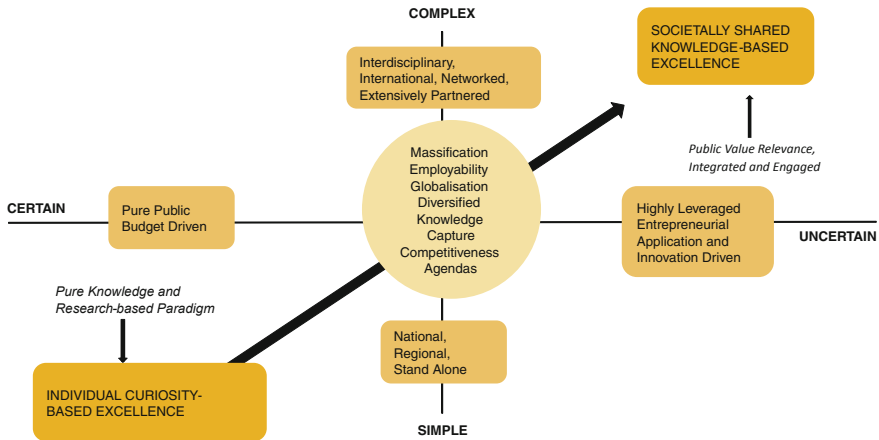 COMPLEX
SOCIETALLY SHARED
KNOWLEDGE-BASED
EXCELLENCE
Interdisciplinary,
International, Networked,
Extensively Partnered
Public Value Relevance,
Integrated and Engaged
Massification
Employability
Globalisation
Diversified
Knowledge
Capture
Competitiveness
Agendas
CERTAIN
Pure Public
Budget Driven
Highly Leveraged
Entrepreneurial
Application and
Innovation Driven
UNCERTAIN
Pure Knowledge and
Research-based Paradigm
National,
Regional,
Stand Alone
INDIVIDUAL CURIOSITY-
BASED EXCELLENCE
SIMPLE